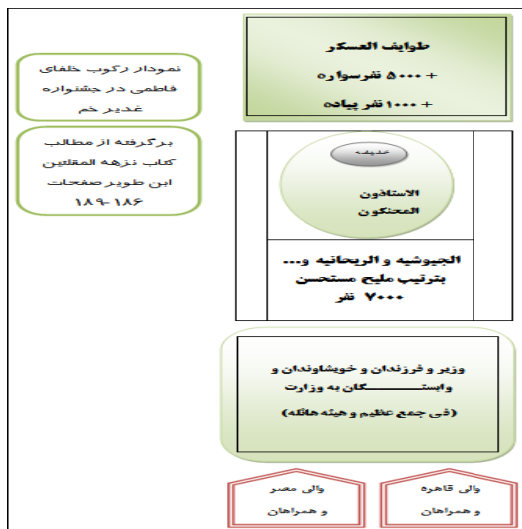 نمودار رکوب خلفای
فاطمی در جشنواره
غدیر خم
برگرفته از مطالب
کتاب نزهه المقلتین
ابن طویر صفحات
۱۸۶-۱۸۹
طوایف العسکر
+ ۵۰۰۰ نفرسواره
+ ۱۰۰۰ نفر پیاده
خلیفه
الاستاذون
المحنکون
الجیوشیه و الریحانیه و...
بترتیب ملیح مستحسن
۷۰۰۰ نفر
وزیر و فرزندان و خویشاوندان و
وابستگان به وزارت
(فی جمع عظیم و هیئه هائله)
والی قاهره
و همراهان
والی مصر
و همراهان